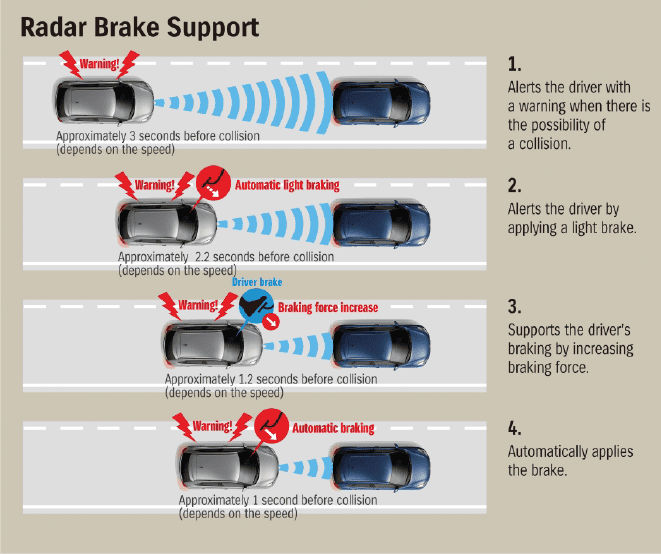 Radar Brake Support
Warning!
Approximately 3 seconds before collision
(depends on the speed)
1.
Alerts the driver with
a warning when there is
the possibility of
a collision.
Warning!
Automatic light braking
Approximately 2.2 seconds before collision
(depends on the speed)
2.
Alerts the driver by
applying a light brake.
Driver brake
Warning!
Braking force increase
Approximately 1.2 seconds before collision
(depends on the speed)
3.
Supports the driver's
braking by increasing
braking force.
Warning!
Automatic braking
Approximately 1 second before collision
(depends on the speed)
4.
Automatically applies
the brake.